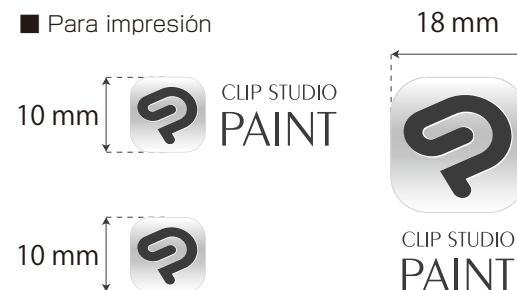 ■ Para impresión
10 mm
CLIP STUDIO
PAINT
10 mm
18 mm
CLIP STUDIO
PAINT